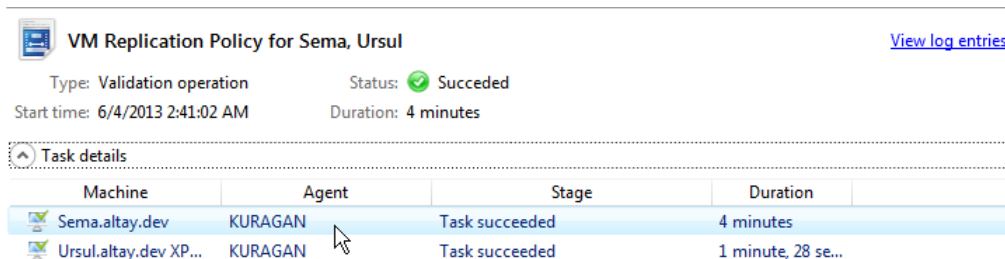 VM Replication Policy for Sema, Ursul View log entries
Type: Validation operation Status: Succeded
Start time: 6/4/2013 2:41:02 AM Duration: 4 minutes
Task details
Machine Agent Stage Duration
Sema.altay.dev KURAGAN Task succeeded 4 minutes
Ursul.altay.dev XP... KURAGAN Task succeeded 1 minute, 28 se...